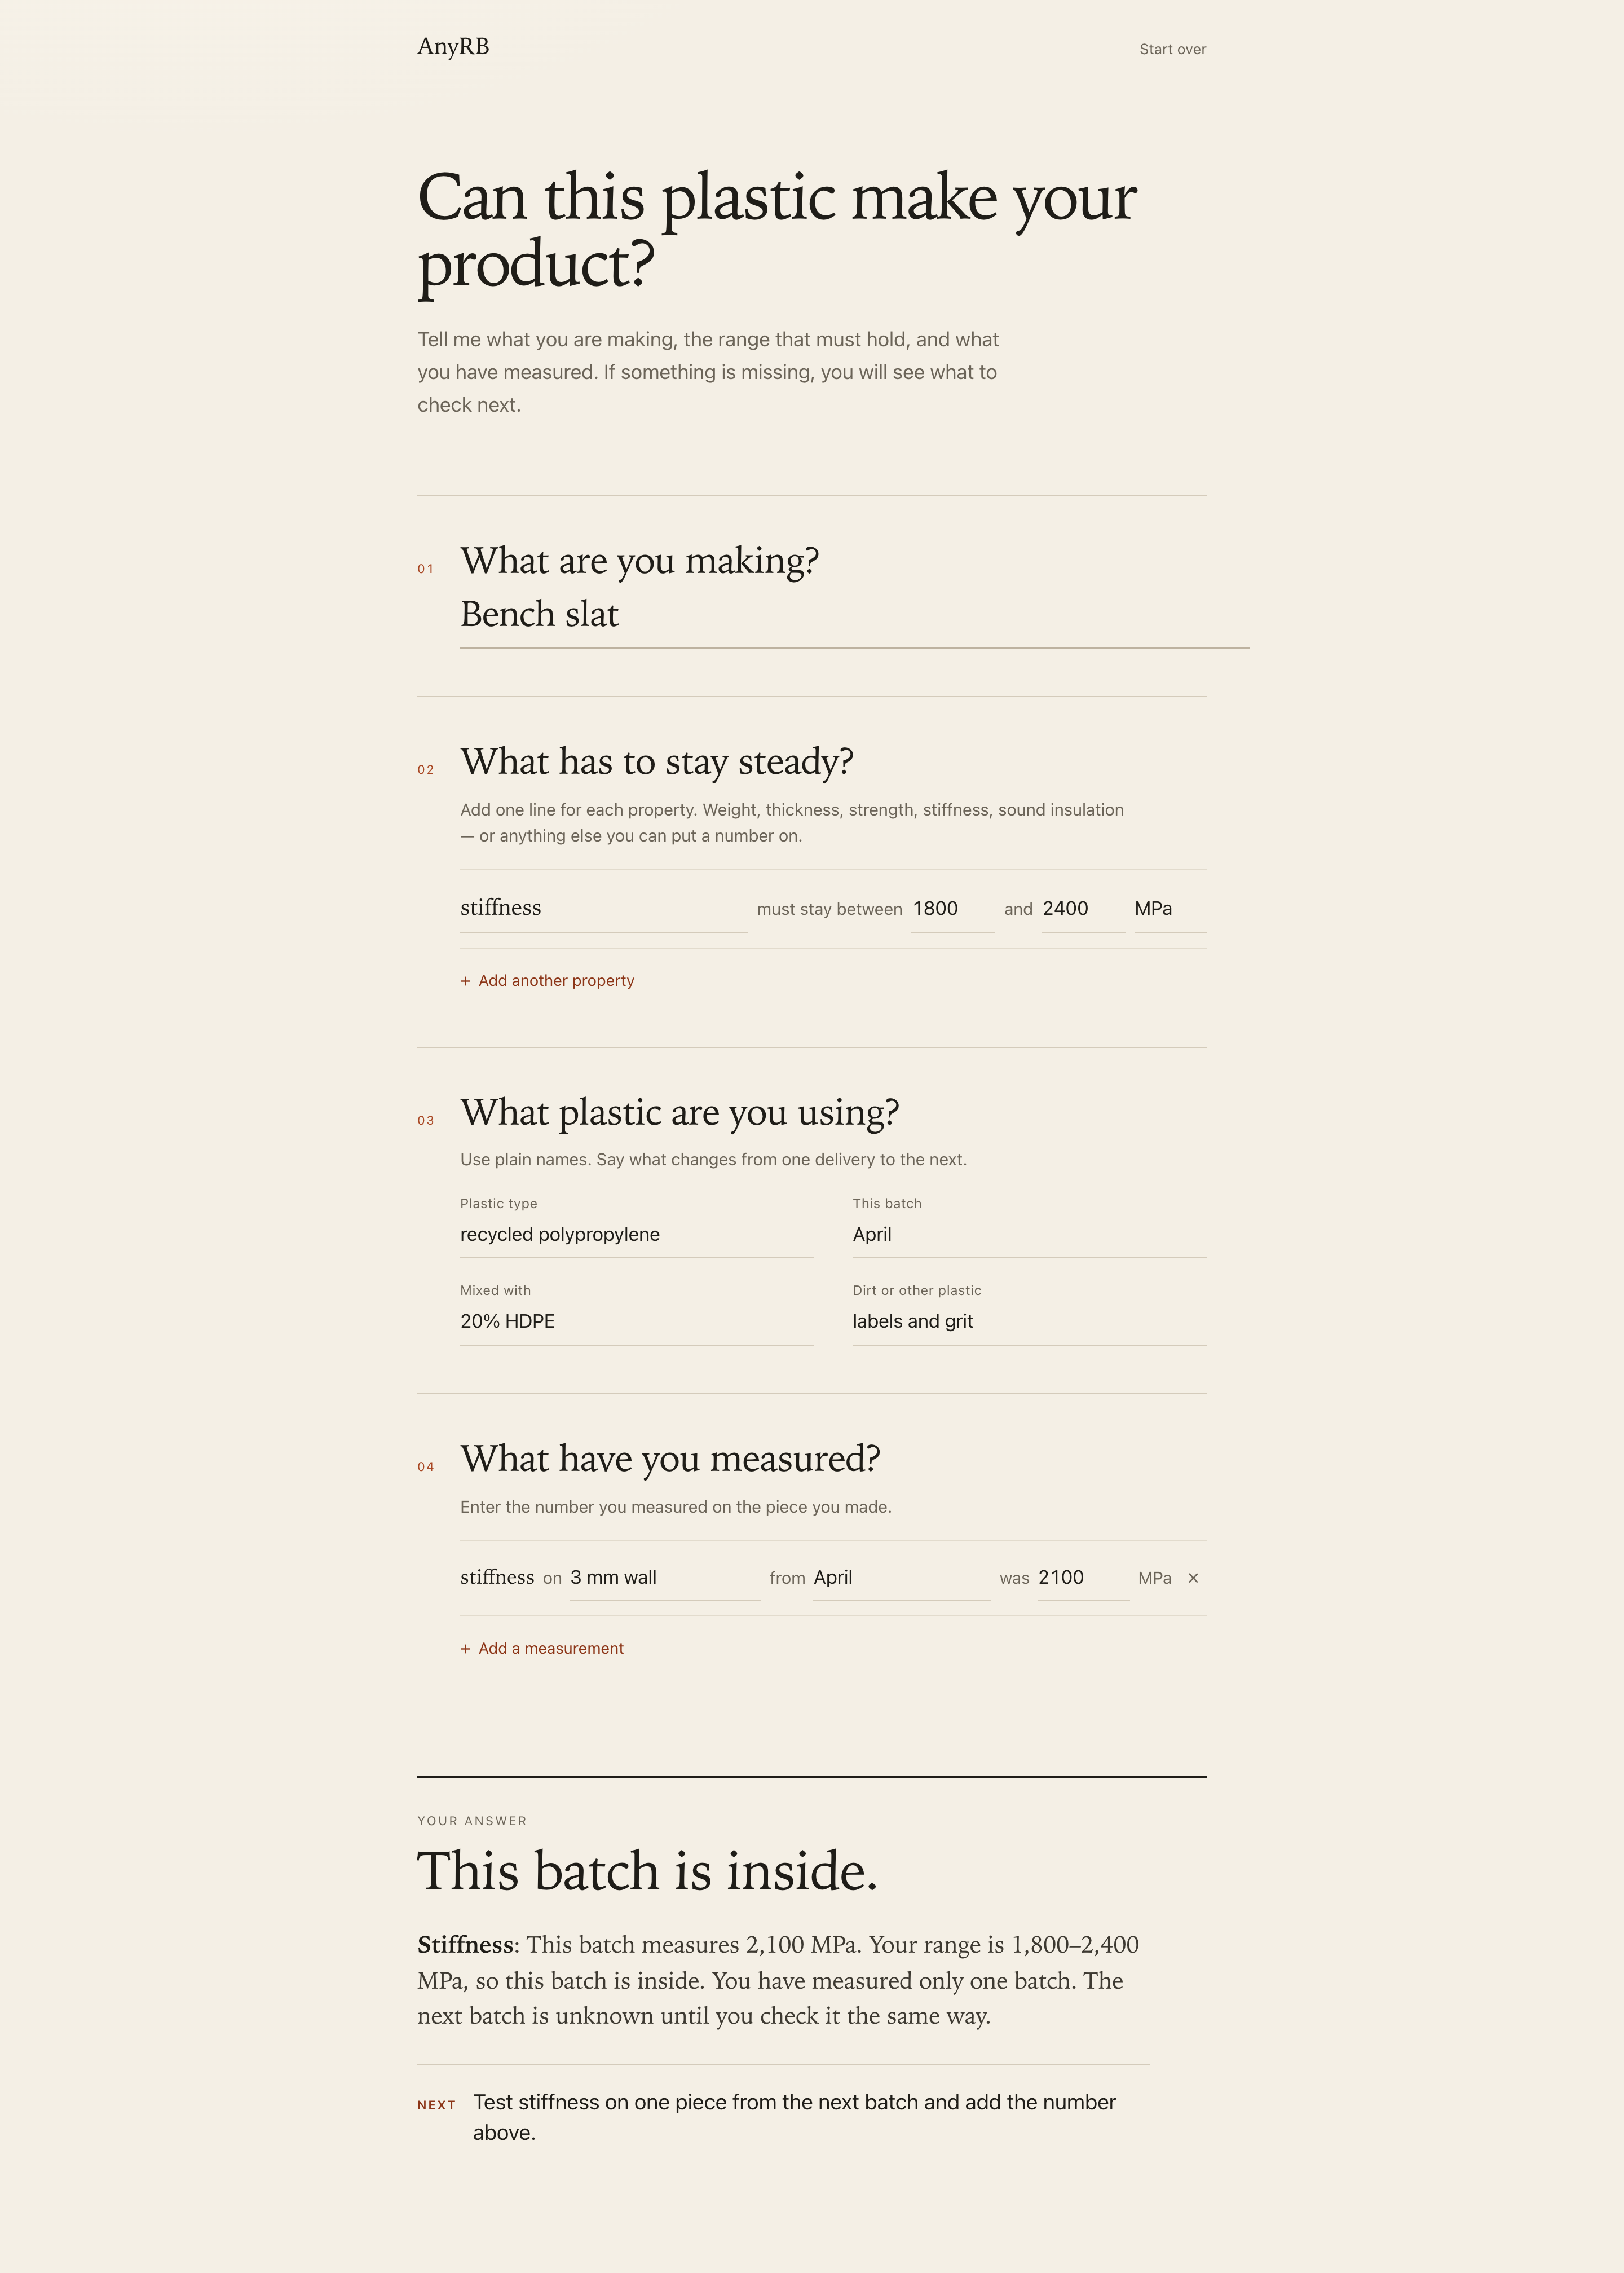 AnyRB
Start over
Can this plastic make your
product?
Tell me what you are making, the range that must hold, and what
you have measured. If something is missing, you will see what to
check next.
01
What are you making?
Bench slat
02
What has to stay steady?
Add one line for each property. Weight, thickness, strength, stiffness, sound insulation
— or anything else you can put a number on.
stiffness must stay between 1800 and 2400 MPa
+ Add another property
03
What plastic are you using?
Use plain names. Say what changes from one delivery to the next.
Plastic type
recycled polypropylene
This batch
April
Mixed with
20% HDPE
Dirt or other plastic
labels and grit
04
What have you measured?
Enter the number you measured on the piece you made.
stiffness on 3 mm wall from April was 2100 MPa ×
+ Add a measurement
YOUR ANSWER
This batch is inside.
Stiffness: This batch measures 2,100 MPa. Your range is 1,800–2,400
MPa, so this batch is inside. You have measured only one batch. The
next batch is unknown until you check it the same way.
NEXT
Test stiffness on one piece from the next batch and add the number
above.